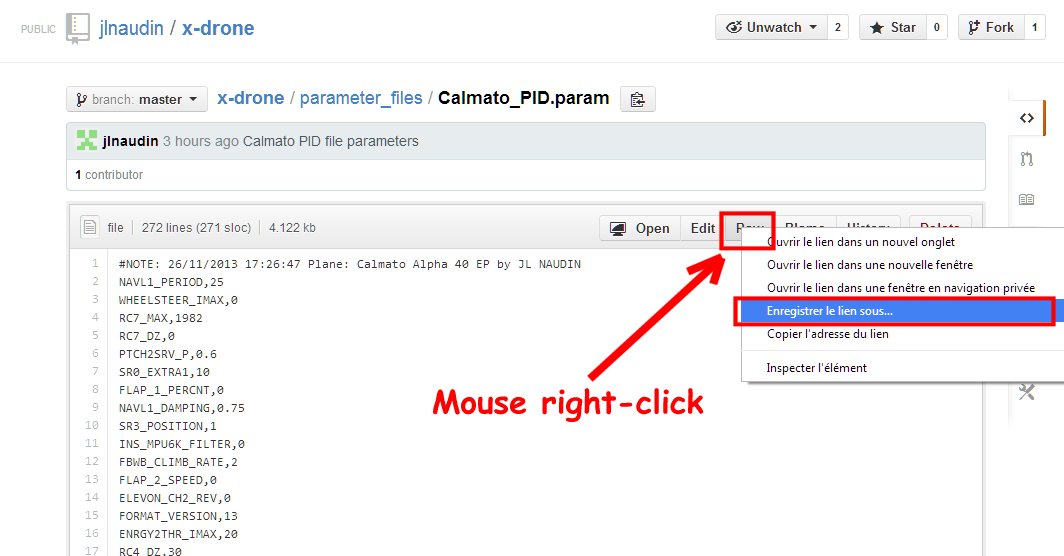 PUBLIC jlnaudin / x-drone Unwatch 2 Star 0 Fork 1
branch: master x-drone / parameter_files / Calmato_PID.param
jlnaudin 3 hours ago Calmato PID file parameters
1 contributor
file 272 lines (271 sloc) 4.122 kb Open Edit Raw Blame History Delete
Ouvrir le lien dans un nouvel onglet
Ouvrir le lien dans une nouvelle fenêtre
Ouvrir le lien dans une fenêtre en navigation privée
Enregistrer le lien sous...
Copier l'adresse du lien
Inspecter l'élément
Mouse right-click
1 #NOTE: 26/11/2013 17:26:47 Plane: Calmato Alpha 40 EP by JL NAUDIN
2 NAVL1_PERIOD,25
3 WHEELSTEER_IMAX,0
4 RC7_MAX,1982
5 RC7_DZ,0
6 PTCH2SRV_P,0.6
7 SR0_EXTRA1,10
8 FLAP_1_PERCNT,0
9 NAVL1_DAMPING,0.75
10 SR3_POSITION,1
11 INS_MPU6K_FILTER,0
12 FBWB_CLIMB_RATE,2
13 FLAP_2_SPEED,0
14 ELEVON_CH2_REV,0
15 FORMAT_VERSION,13
16 ENRGY2THR_IMAX,20
17 RC4_DZ,30